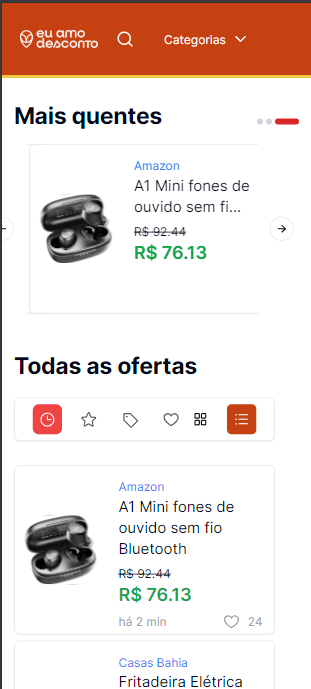 eu amo
desconto
Categorias
Mais quentes
Amazon
A1 Mini fones de
ouvido sem fi...
R$ 92.44
R$ 76.13
Todas as ofertas
Amazon
A1 Mini fones de
ouvido sem fio
Bluetooth
R$ 92.44
R$ 76.13
há 2 min
24
Casas Bahia
Fritadeira Elétrica